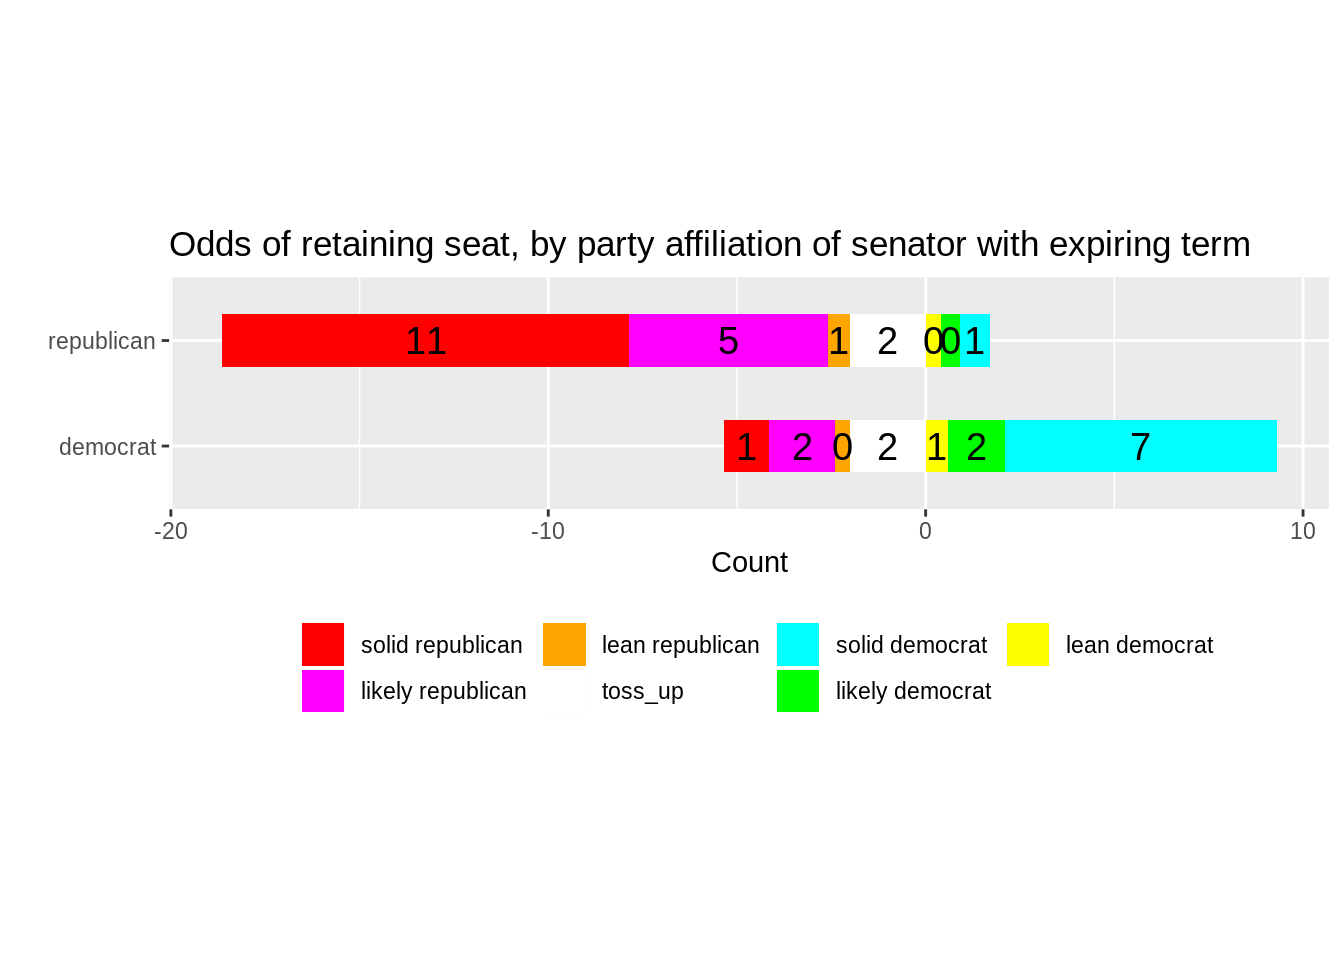 Odds of retaining seat, by party affiliation of senator with expiring term
republican 11 5 1 2 0 0 1
democrat 1 2 0 2 1 2 7
-20 -10 0 10
Count
solid republican lean republican solid democrat lean democrat
likely republican toss_up likely democrat